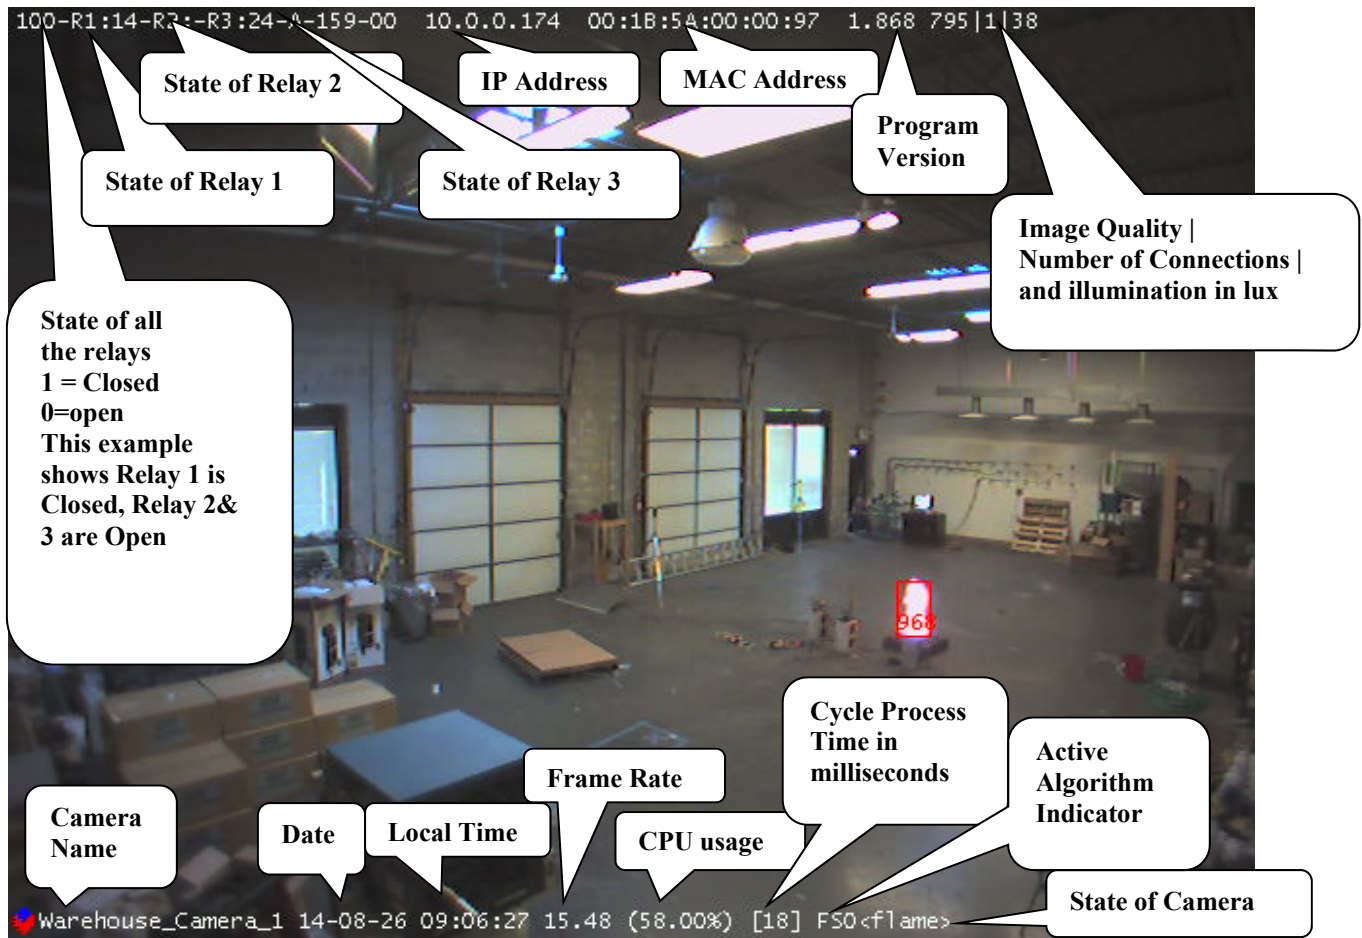 100-R1:14-R2:-R3:24-A-159-00 10.0.0.174 00:1B:5A:00:00:97 1.868 795|1|38
State of Relay 2
IP Address
MAC Address
Program
Version
State of Relay 1
State of Relay 3
Image Quality |
Number of Connections |
and illumination in lux
State of all
the relays
1 = Closed
0=open
This example
shows Relay 1 is
Closed, Relay 2&
3 are Open
968
Cycle Process
Time in
milliseconds
Active
Algorithm
Indicator
Frame Rate
Camera
Name
Date
Local Time
CPU usage
State of Camera
Warehouse_Camera_1 14-08-26 09:06:27 15.48 (58.00%) [18] FSO<flame>